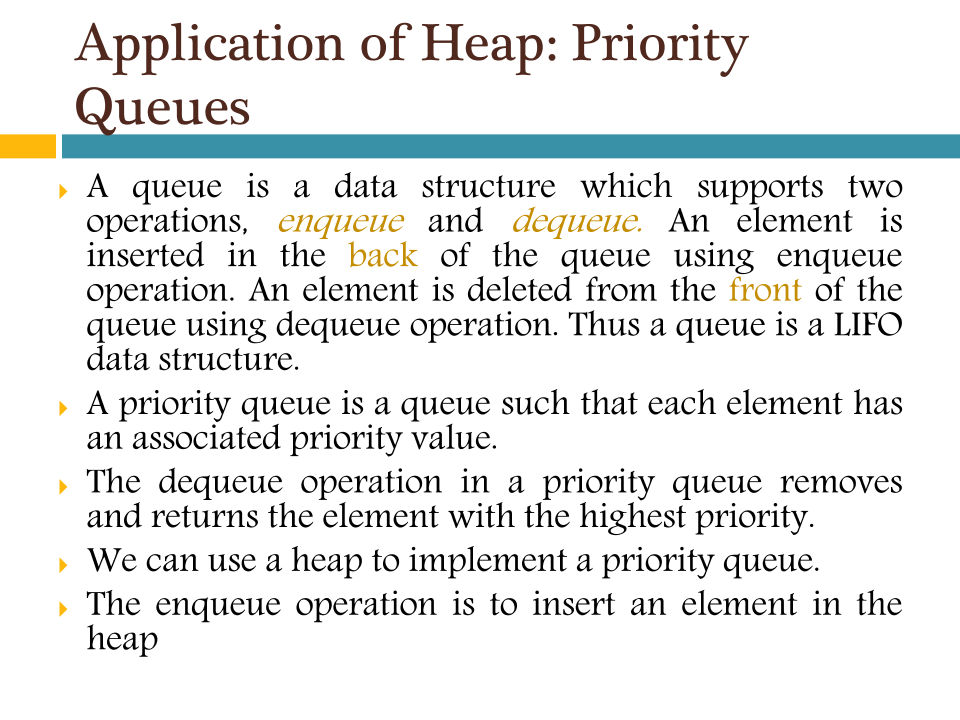 Application of Heap: Priority
Queues
A queue is a data structure which supports two
operations, enqueue and dequeue. An element is
inserted in the back of the queue using enqueue
operation. An element is deleted from the front of the
queue using dequeue operation. Thus a queue is a LIFO
data structure.
A priority queue is a queue such that each element has
an associated priority value.
The dequeue operation in a priority queue removes
and returns the element with the highest priority.
We can use a heap to implement a priority queue.
The enqueue operation is to insert an element in the
heap